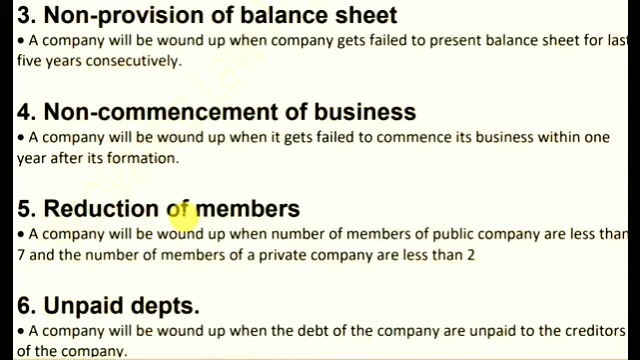 3. Non-provision of balance sheet
• A company will be wound up when company gets failed to present balance sheet for last
five years consecutively.
4. Non-commencement of business
• A company will be wound up when it gets failed to commence its business within one
year after its formation.
5. Reduction of members
• A company will be wound up when number of members of public company are less than
7 and the number of members of a private company are less than 2
6. Unpaid depts.
• A company will be wound up when the debt of the company are unpaid to the creditors
of the company.